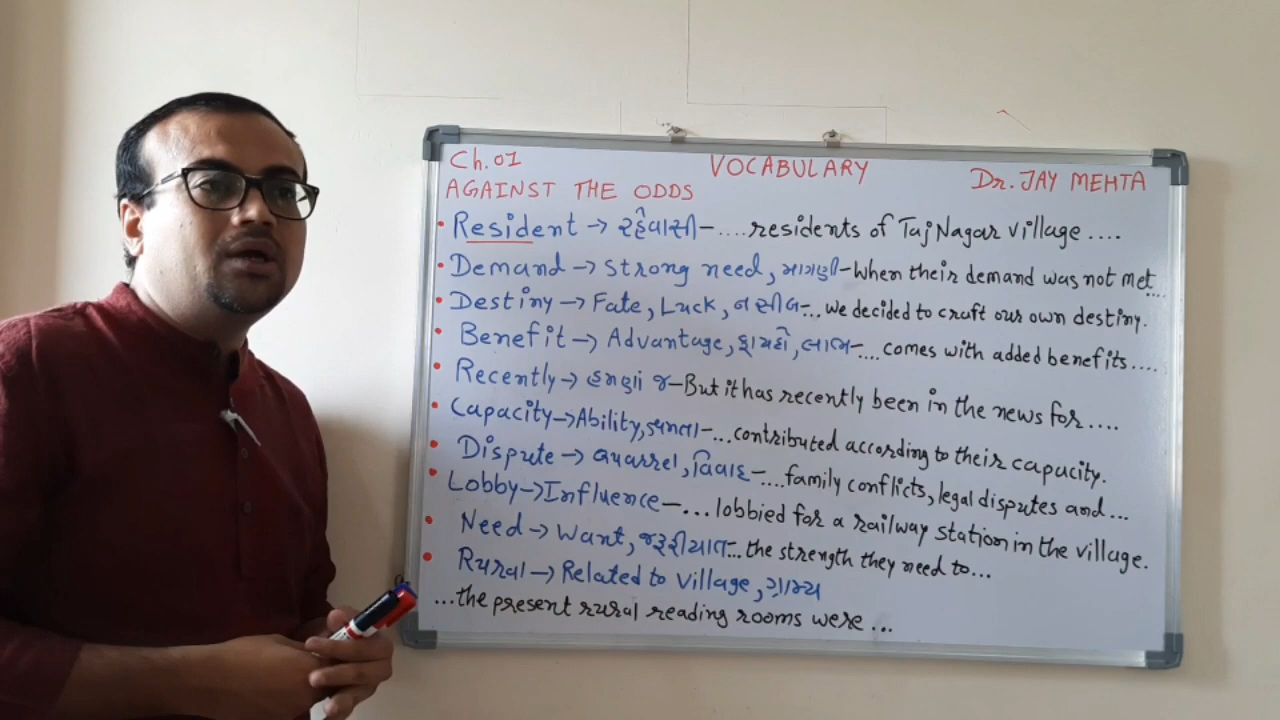 Ch.01 VOCABULARY Dr. JAY MEHTA
AGAINST THE ODDS
• Resident → રહેવાસી – ....residents of Taj Nagar village ....
• Demand → strong need, માગણી – When their demand was not met....
• Destiny → Fate, Luck, નસીબ – ...we decided to craft our own destiny.
• Benefit → Advantage, ફાયદો, લાભ – ....comes with added benefits....
• Recently → હમણાં જ – But it has recently been in the news for....
• Capacity → Ability, ક્ષમતા – ...contributed according to their capacity.
• Dispute → quarrel, વિવાદ – ....family conflicts, legal disputes and...
• Lobby → Influence – ... lobbied for a railway station in the village.
• Need → Want, જરૂરીયાત – ...the strength they need to...
• Rural → Related to village, ગ્રામ્ય
...the present rural reading rooms were ...